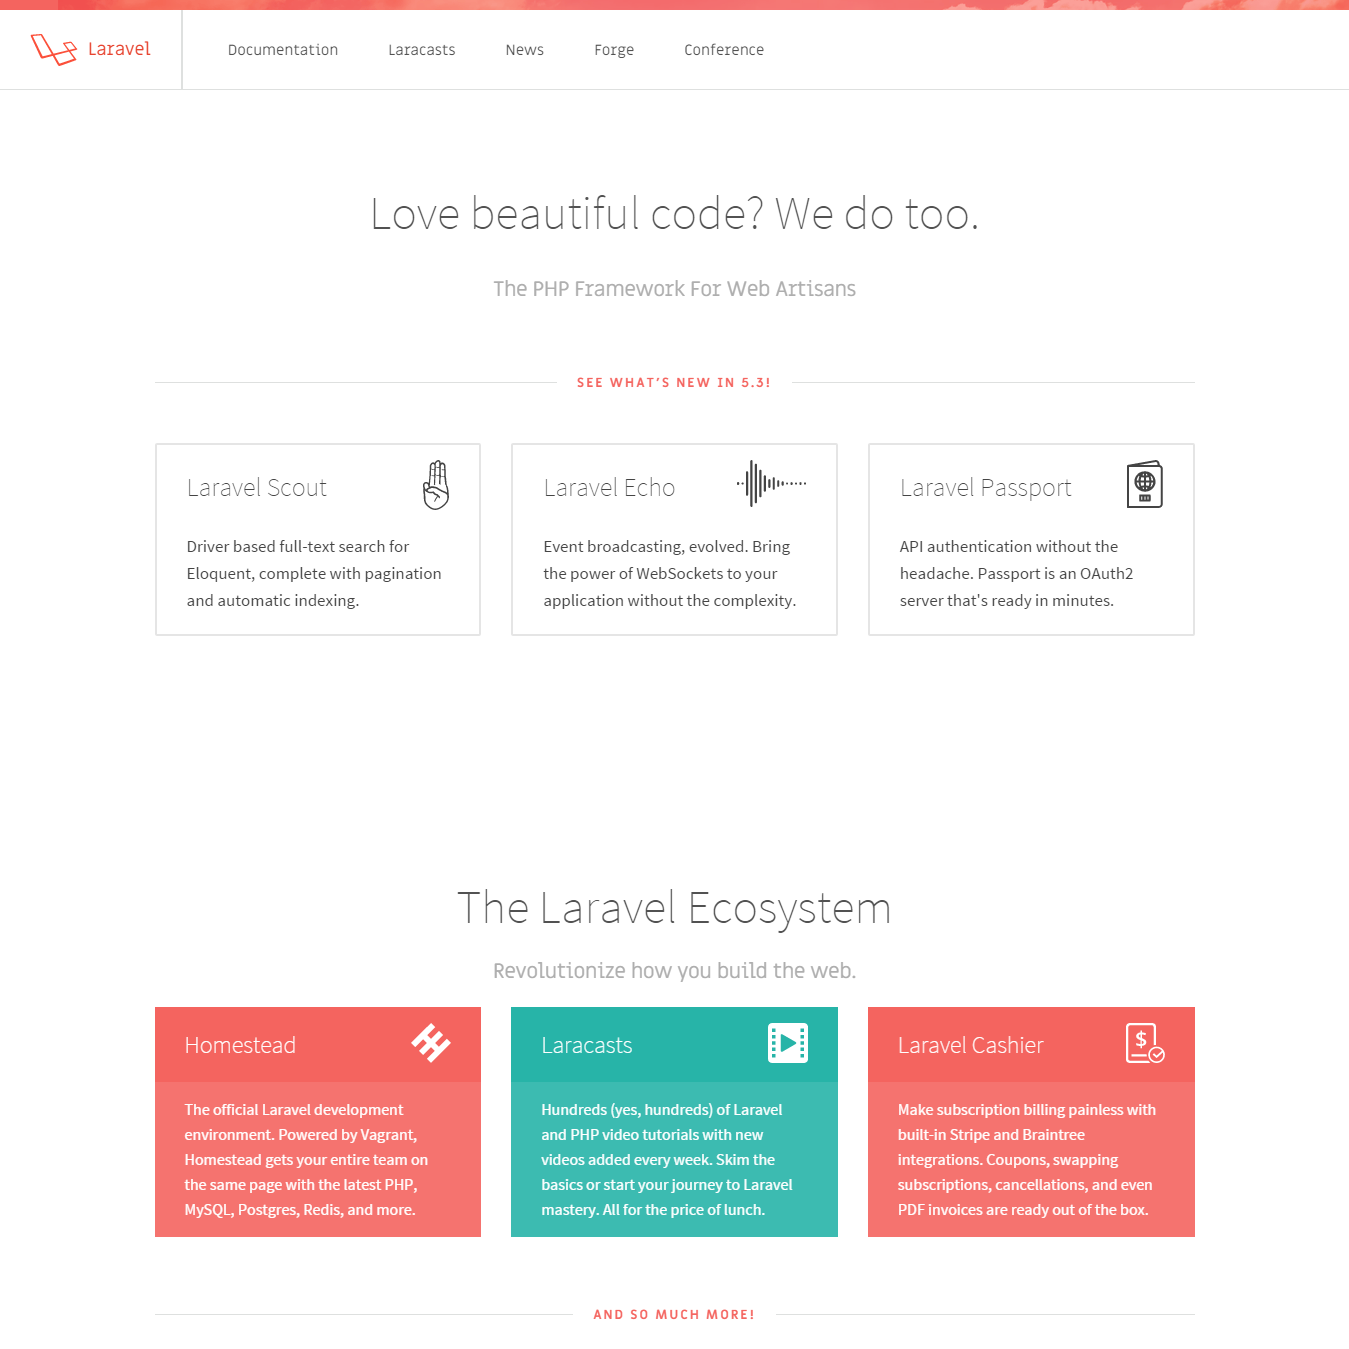 Laravel
Documentation
Laracasts
News
Forge
Conference
Love beautiful code? We do too.
The PHP Framework For Web Artisans
SEE WHAT'S NEW IN 5.3!
Laravel Scout
Driver based full-text search for
Eloquent, complete with pagination
and automatic indexing.
Laravel Echo
Event broadcasting, evolved. Bring
the power of WebSockets to your
application without the complexity.
Laravel Passport
API authentication without the
headache. Passport is an OAuth2
server that's ready in minutes.
The Laravel Ecosystem
Revolutionize how you build the web.
Homestead
The official Laravel development
environment. Powered by Vagrant,
Homestead gets your entire team on
the same page with the latest PHP,
MySQL, Postgres, Redis, and more.
Laracasts
Hundreds (yes, hundreds) of Laravel
and PHP video tutorials with new
videos added every week. Skim the
basics or start your journey to Laravel
mastery. All for the price of lunch.
Laravel Cashier
$
Make subscription billing painless with
built-in Stripe and Braintree
integrations. Coupons, swapping
subscriptions, cancellations, and even
PDF invoices are ready out of the box.
AND SO MUCH MORE!